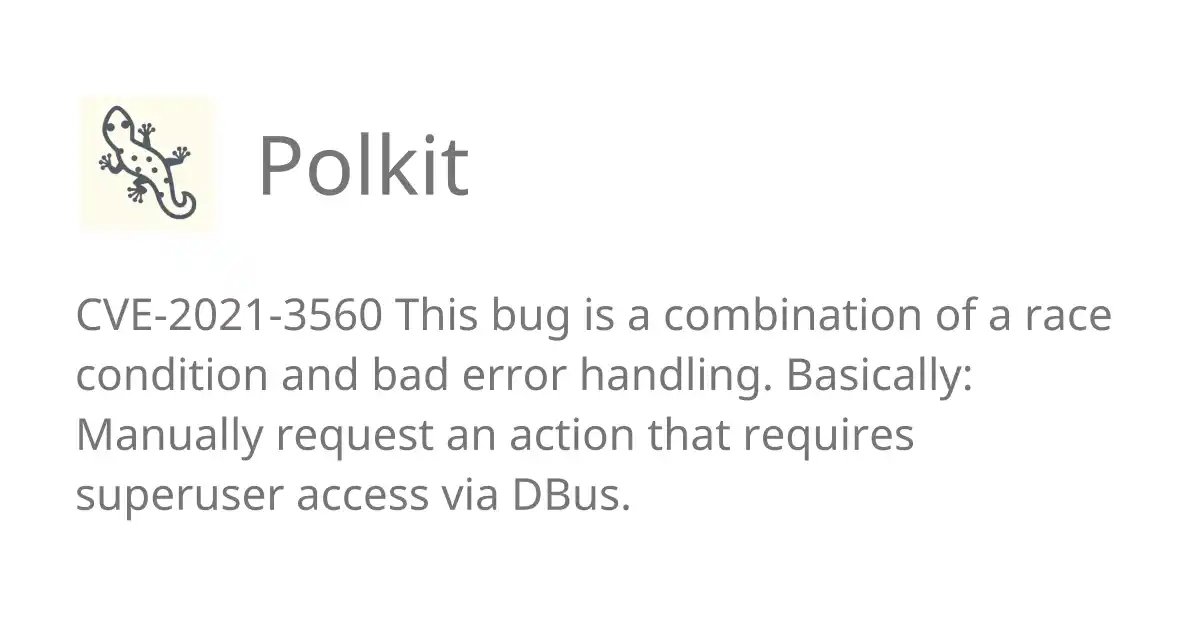 Polkit
CVE-2021-3560 This bug is a combination of a race
condition and bad error handling. Basically:
Manually request an action that requires
superuser access via DBus.